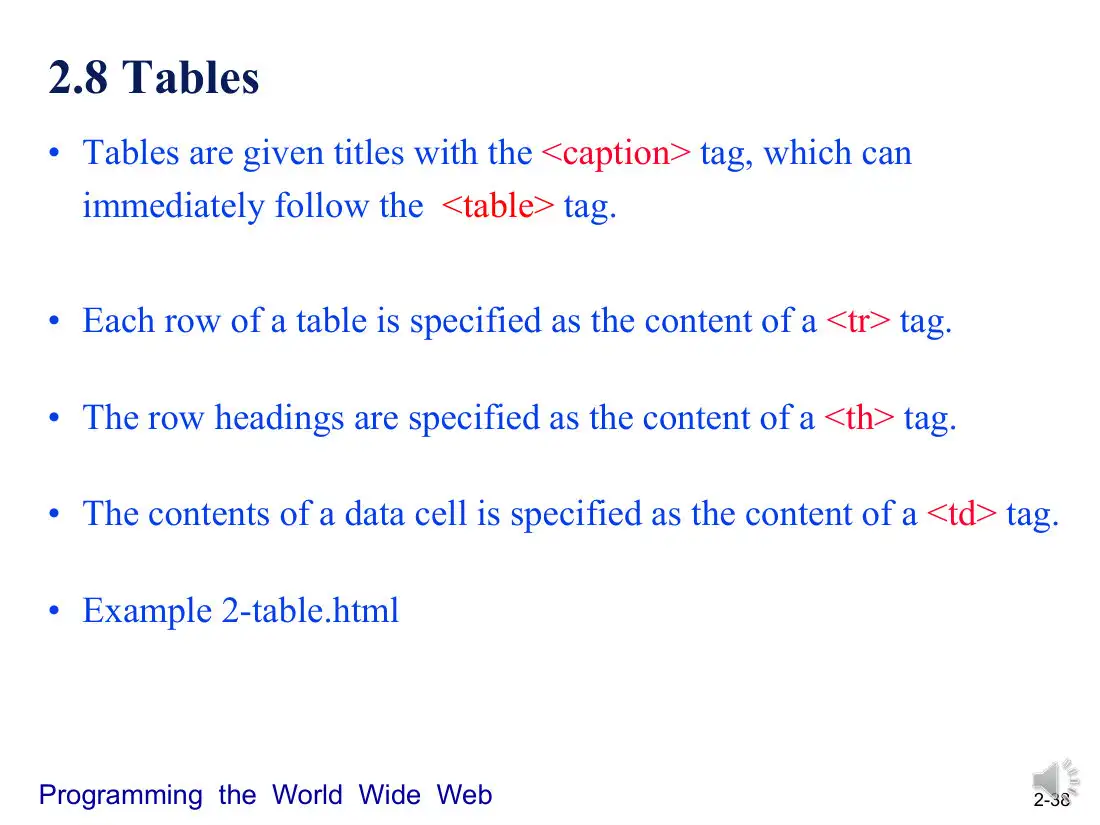 2.8 Tables
• Tables are given titles with the <caption> tag, which can
immediately follow the <table> tag.
• Each row of a table is specified as the content of a <tr> tag.
• The row headings are specified as the content of a <th> tag.
• The contents of a data cell is specified as the content of a <td> tag.
• Example 2-table.html
Programming the World Wide Web
2-38